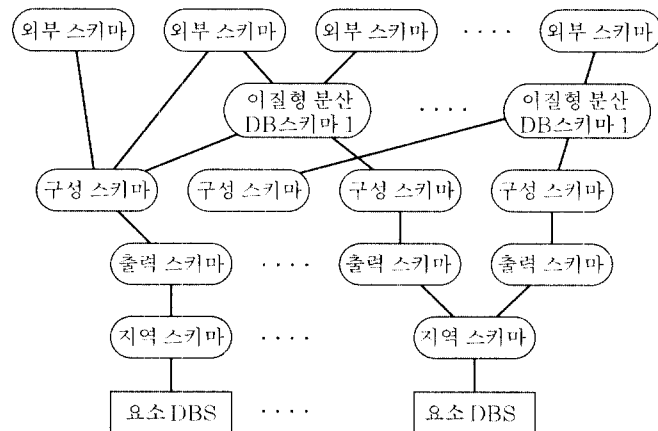 외부 스키마 외부 스키마 외부 스키마 · · · · 외부 스키마
이질형 분산 · · · · 이질형 분산
DB스키마 1 DB스키마 1
구성 스키마 구성 스키마 구성 스키마 구성 스키마
출력 스키마 · · · · 출력 스키마 출력 스키마
지역 스키마 · · · · 지역 스키마
요소 DBS · · · · 요소 DBS